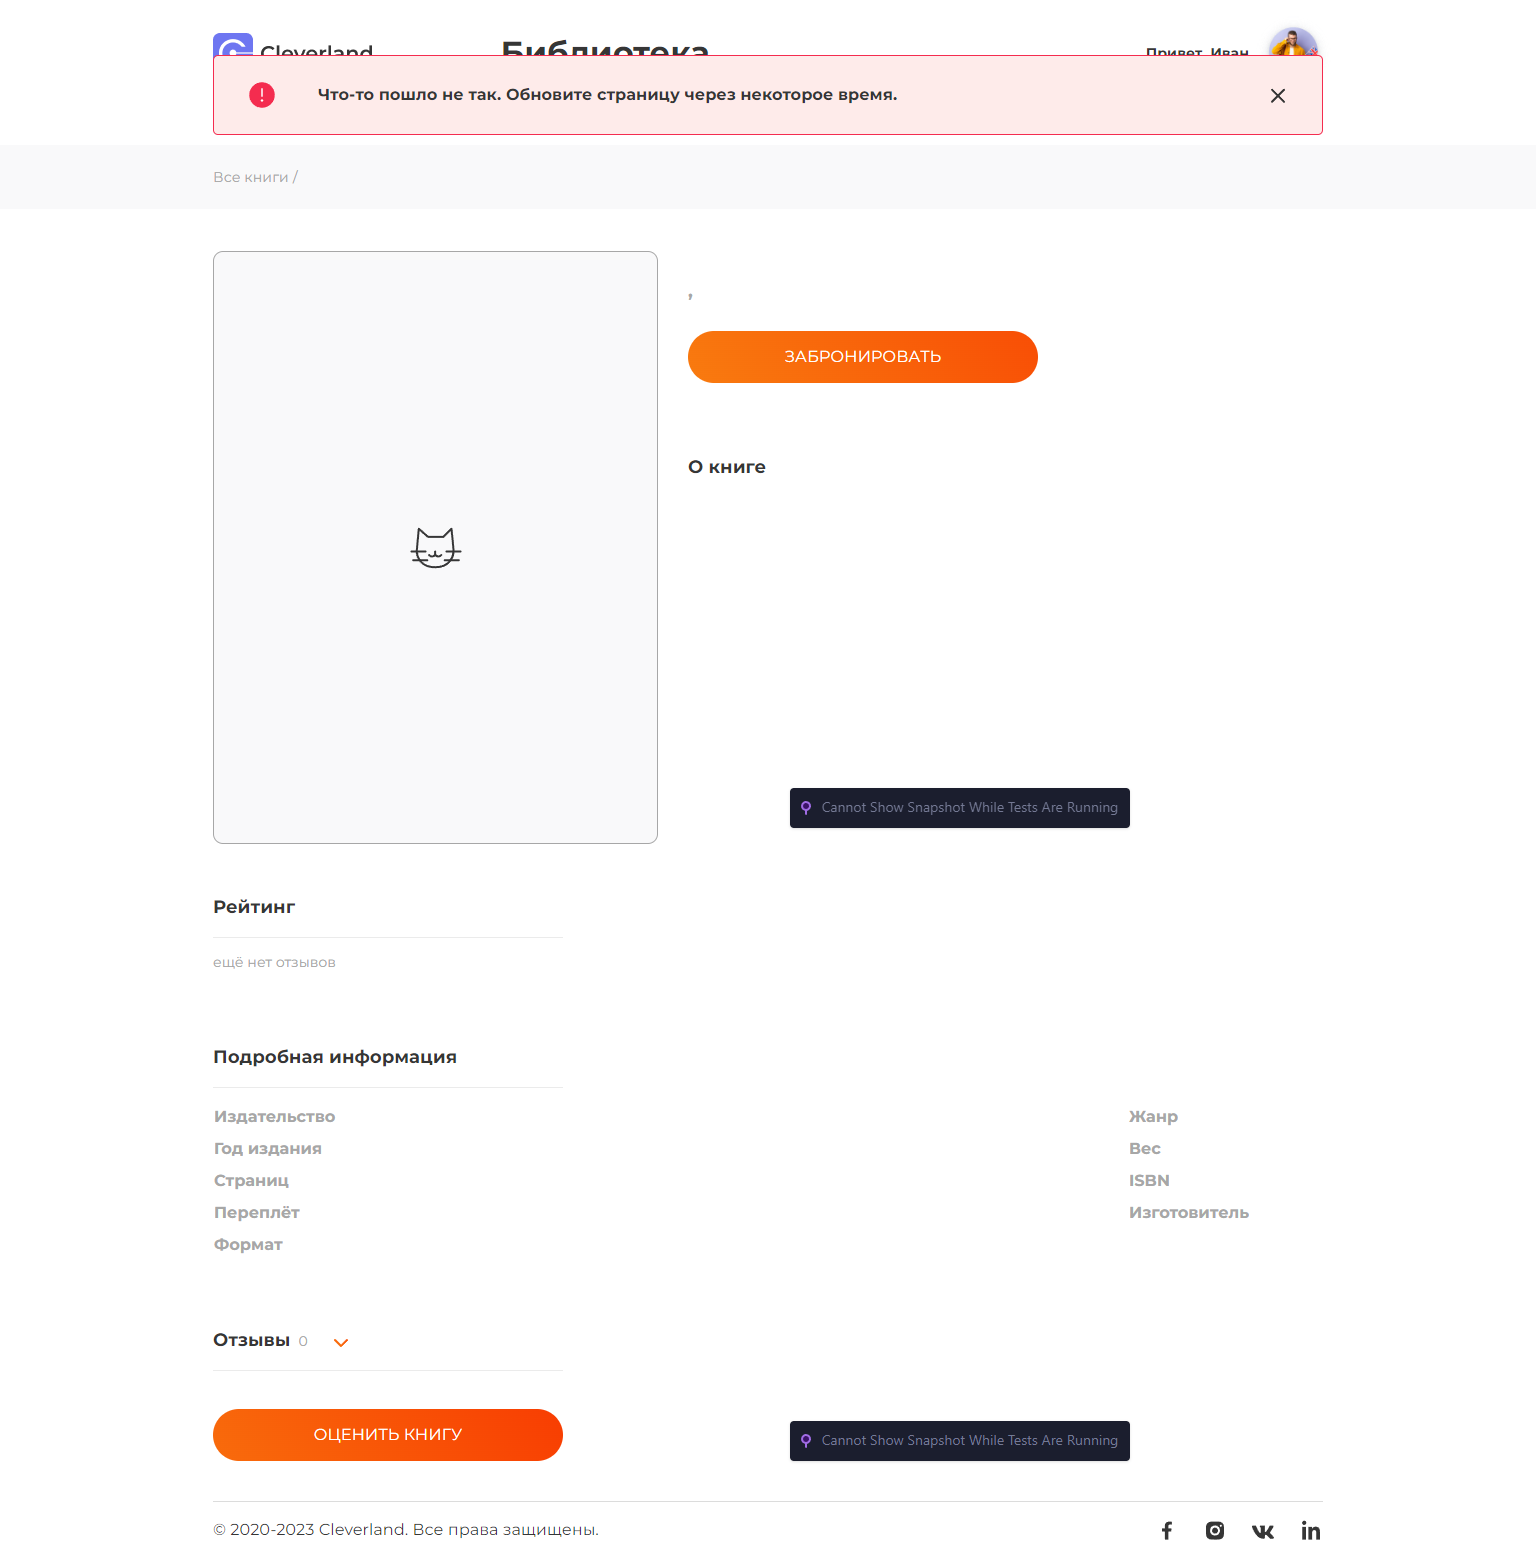 Cleverland
Библиотека
Привет, Иван
Что-то пошло не так. Обновите страницу через некоторое время.
Все книги /
,
ЗАБРОНИРОВАТЬ
О книге
Cannot Show Snapshot While Tests Are Running
Рейтинг
ещё нет отзывов
Подробная информация
Издательство
Жанр
Год издания
Вес
Страниц
ISBN
Переплёт
Изготовитель
Формат
Отзывы 0
ОЦЕНИТЬ КНИГУ
Cannot Show Snapshot While Tests Are Running
© 2020-2023 Cleverland. Все права защищены.